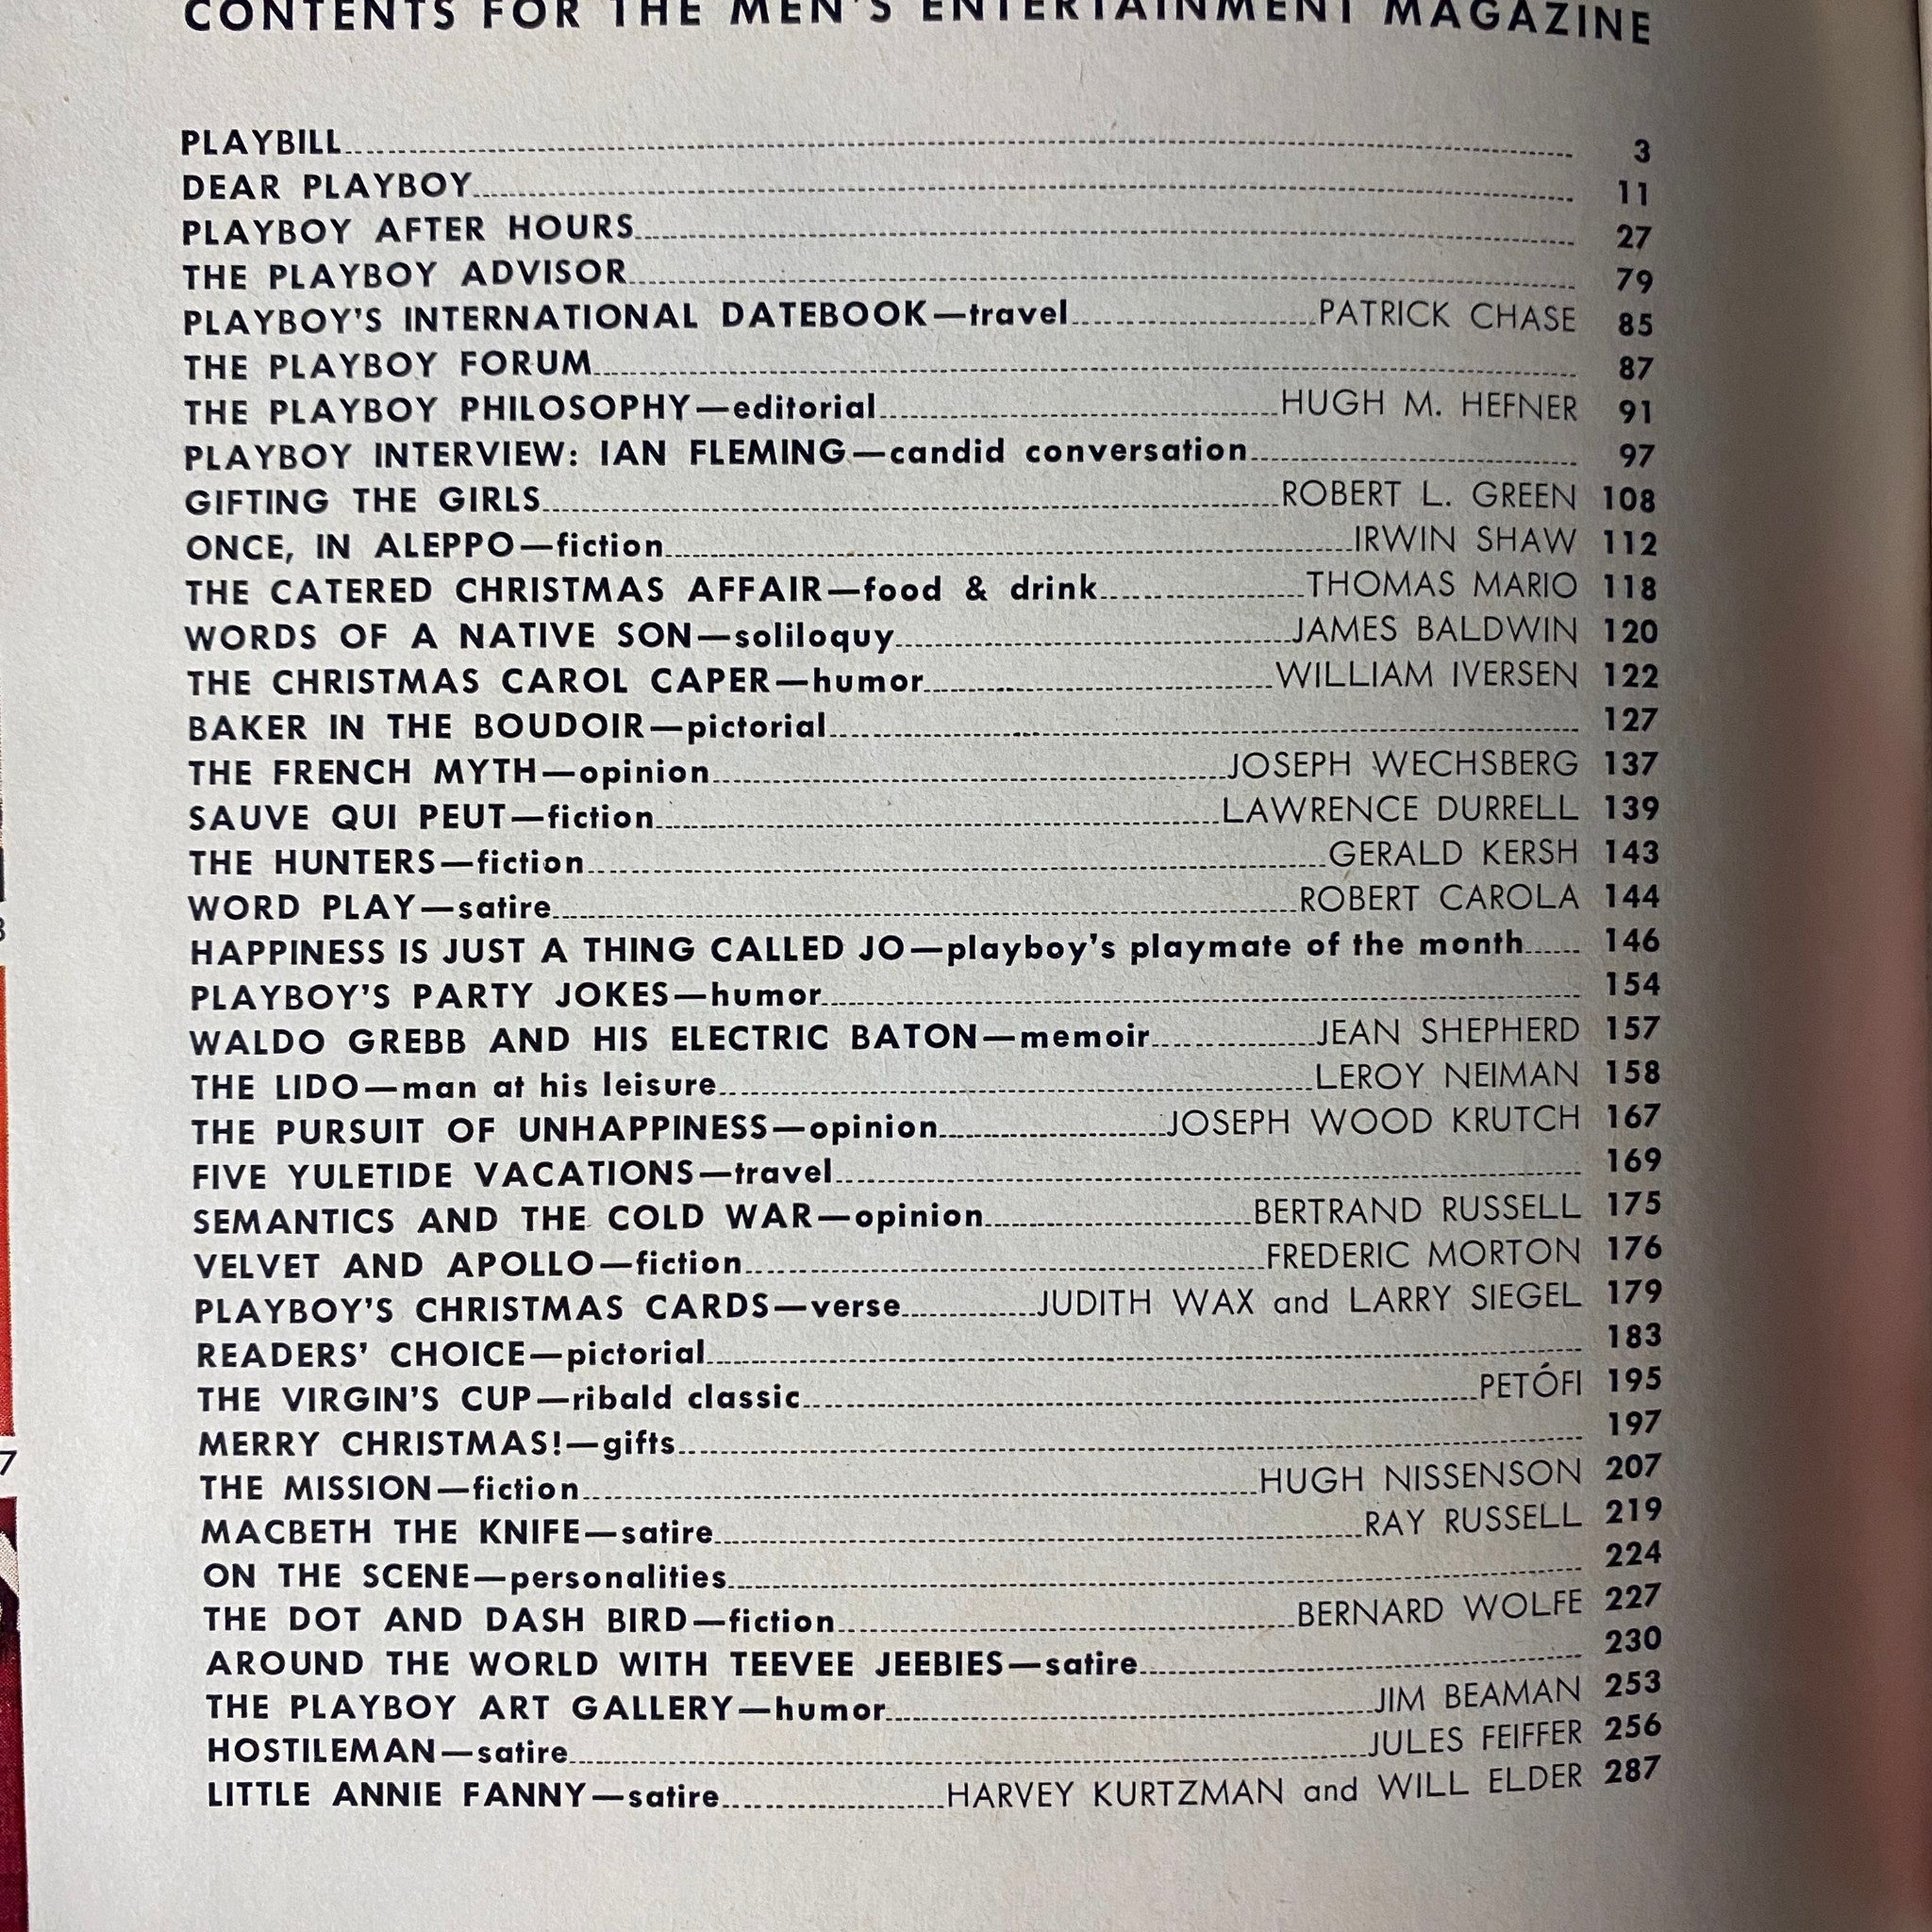 CONTENTS FOR THE MEN'S ENTERTAINMENT MAGAZINE
PLAYBILL 3
DEAR PLAYBOY 11
PLAYBOY AFTER HOURS 27
THE PLAYBOY ADVISOR 79
PLAYBOY'S INTERNATIONAL DATEBOOK—travel PATRICK CHASE 85
THE PLAYBOY FORUM 87
THE PLAYBOY PHILOSOPHY—editorial HUGH M. HEFNER 91
PLAYBOY INTERVIEW: IAN FLEMING—candid conversation 97
GIFTING THE GIRLS ROBERT L. GREEN 108
ONCE, IN ALEPPO—fiction IRWIN SHAW 112
THE CATERED CHRISTMAS AFFAIR—food & drink THOMAS MARIO 118
WORDS OF A NATIVE SON—soliloquy JAMES BALDWIN 120
THE CHRISTMAS CAROL CAPER—humor WILLIAM IVERSEN 122
BAKER IN THE BOUDOIR—pictorial 127
THE FRENCH MYTH—opinion JOSEPH WECHSBERG 137
SAUVE QUI PEUT—fiction LAWRENCE DURRELL 139
THE HUNTERS—fiction GERALD KERSH 143
WORD PLAY—satire ROBERT CAROLA 144
HAPPINESS IS JUST A THING CALLED JO—playboy's playmate of the month 146
PLAYBOY'S PARTY JOKES—humor 154
WALDO GREBB AND HIS ELECTRIC BATON—memoir JEAN SHEPHERD 157
THE LIDO—man at his leisure LEROY NEIMAN 158
THE PURSUIT OF UNHAPPINESS—opinion JOSEPH WOOD KRUTCH 167
FIVE YULETIDE VACATIONS—travel 169
SEMANTICS AND THE COLD WAR—opinion BERTRAND RUSSELL 175
VELVET AND APOLLO—fiction FREDERIC MORTON 176
PLAYBOY'S CHRISTMAS CARDS—verse JUDITH WAX and LARRY SIEGEL 179
READERS' CHOICE—pictorial 183
THE VIRGIN'S CUP—ribald classic PETÓFI 195
MERRY CHRISTMAS!—gifts 197
THE MISSION—fiction HUGH NISSENSON 207
MACBETH THE KNIFE—satire RAY RUSSELL 219
ON THE SCENE—personalities 224
THE DOT AND DASH BIRD—fiction BERNARD WOLFE 227
AROUND THE WORLD WITH TEEVEE JEEBIES—satire 230
THE PLAYBOY ART GALLERY—humor JIM BEAMAN 253
HOSTILEMAN—satire JULES FEIFFER 256
LITTLE ANNIE FANNY—satire HARVEY KURTZMAN and WILL ELDER 287